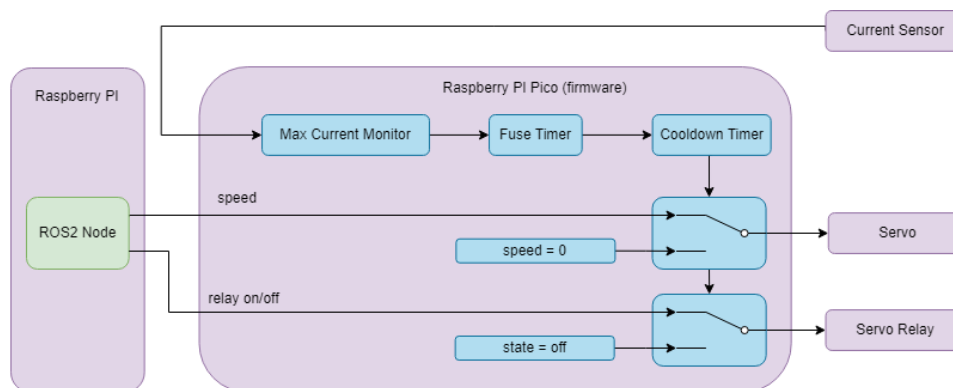 Current Sensor
Raspberry PI
Raspberry PI Pico (firmware)
Max Current Monitor
Fuse Timer
Cooldown Timer
speed
ROS2 Node
Servo
speed = 0
relay on/off
Servo Relay
state = off